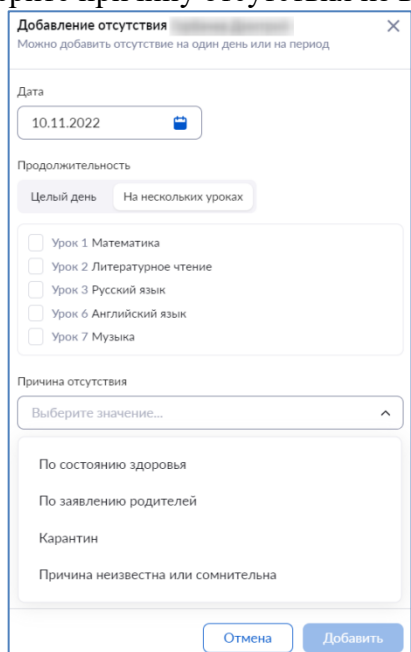 Добавление отсутствия
Можно добавить отсутствие на один день или на период
Дата
10.11.2022
Продолжительность
Целый день На нескольких уроках
Урок 1 Математика
Урок 2 Литературное чтение
Урок 3 Русский язык
Урок 6 Английский язык
Урок 7 Музыка
Причина отсутствия
Выберите значение...
По состоянию здоровья
По заявлению родителей
Карантин
Причина неизвестна или сомнительна
Отмена Добавить